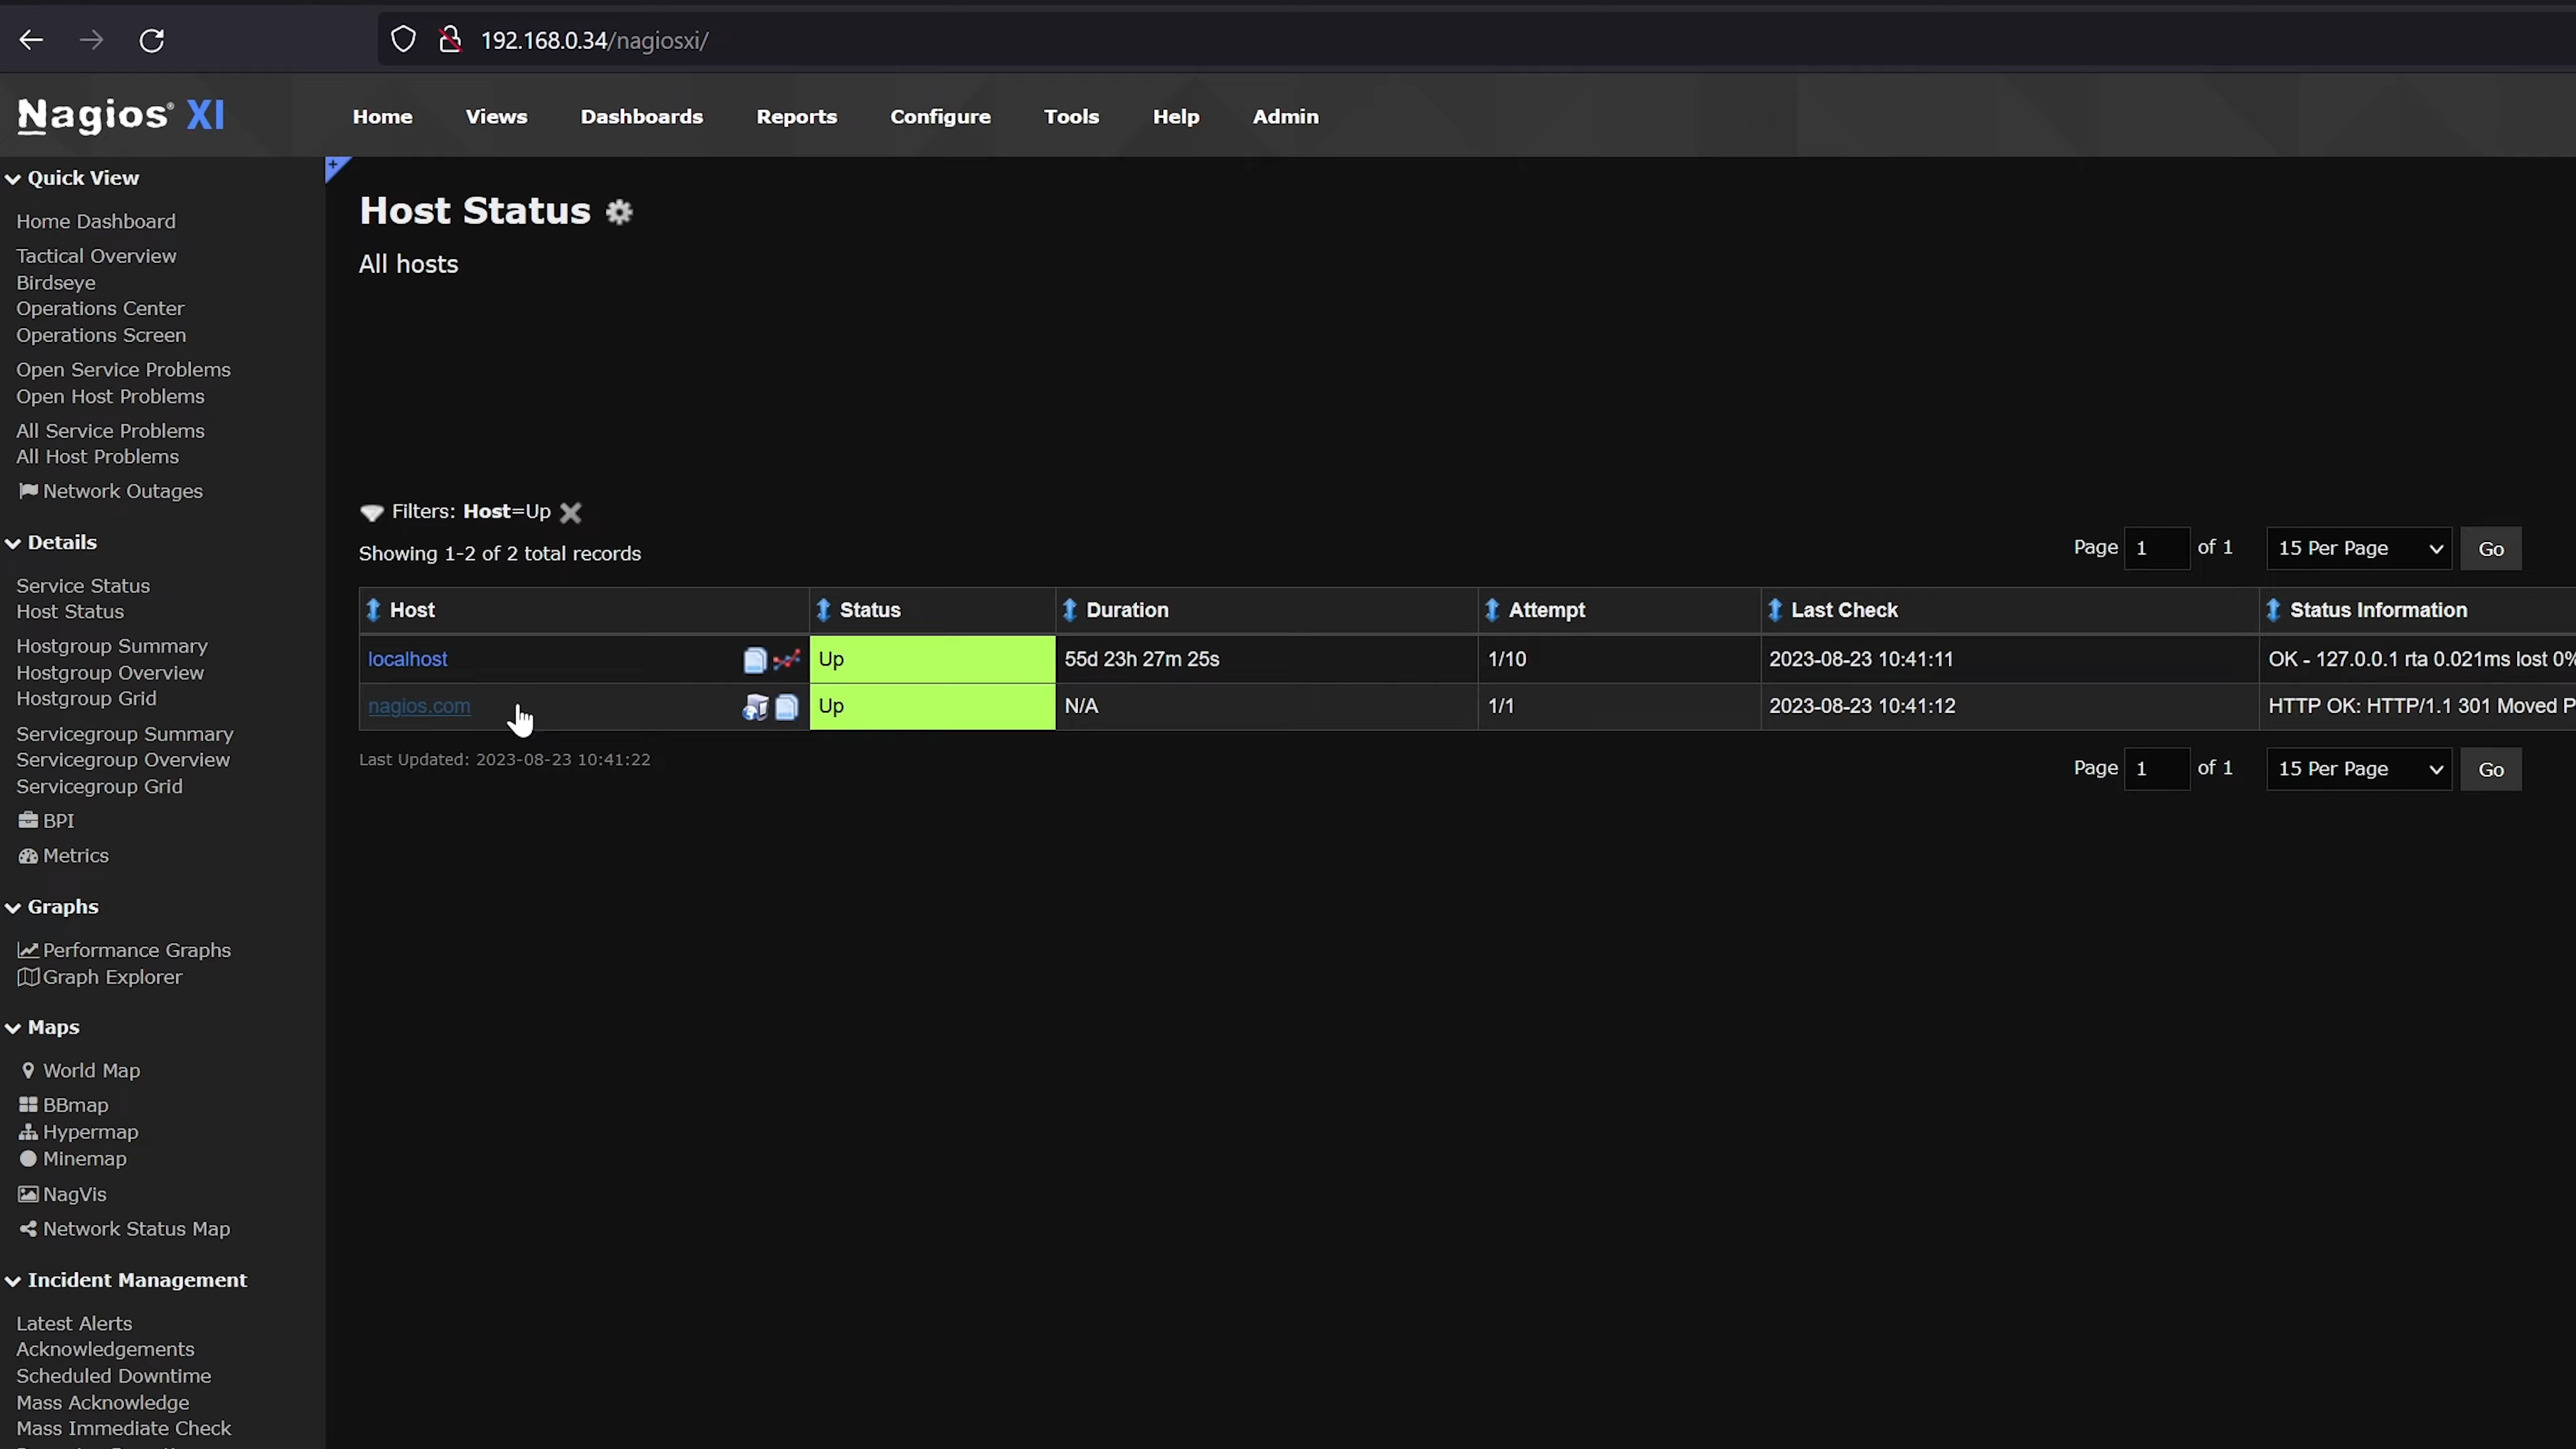 192.168.0.34/nagiosxi/
Nagios® XI
Home Views Dashboards Reports Configure Tools Help Admin
Quick View
Home Dashboard
Tactical Overview
Birdseye
Operations Center
Operations Screen
Open Service Problems
Open Host Problems
All Service Problems
All Host Problems
Network Outages
Details
Service Status
Host Status
Hostgroup Summary
Hostgroup Overview
Hostgroup Grid
Servicegroup Summary
Servicegroup Overview
Servicegroup Grid
BPI
Metrics
Graphs
Performance Graphs
Graph Explorer
Maps
World Map
BBmap
Hypermap
Minemap
NagVis
Network Status Map
Incident Management
Latest Alerts
Acknowledgements
Scheduled Downtime
Mass Acknowledge
Mass Immediate Check
Host Status
All hosts
Filters: Host=Up
Showing 1-2 of 2 total records
Page 1 of 1 15 Per Page Go
Host Status Duration Attempt Last Check Status Information
localhost Up 55d 23h 27m 25s 1/10 2023-08-23 10:41:11 OK - 127.0.0.1 rta 0.021ms lost 0%
nagios.com Up N/A 1/1 2023-08-23 10:41:12 HTTP OK: HTTP/1.1 301 Moved P
Last Updated: 2023-08-23 10:41:22
Page 1 of 1 15 Per Page Go